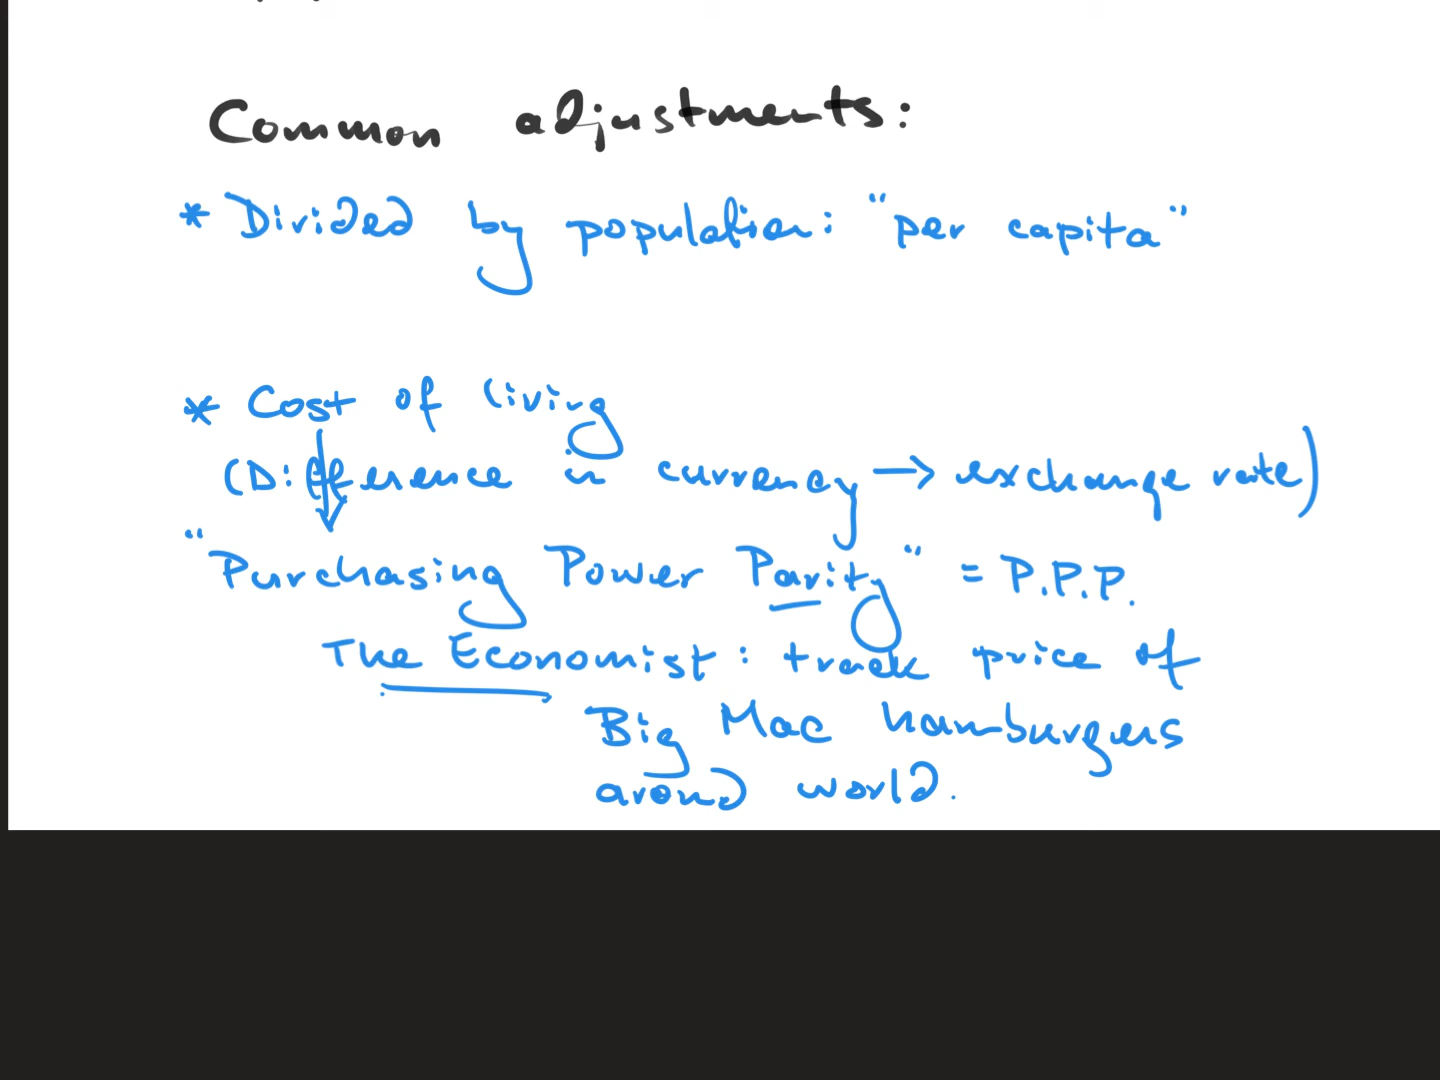 Common adjustments:
* Divided by population: "per capita"
* Cost of living
(Difference in currency → exchange rate)
"Purchasing Power Parity" = P.P.P.
The Economist: track price of
Big Mac hamburgers
around world.